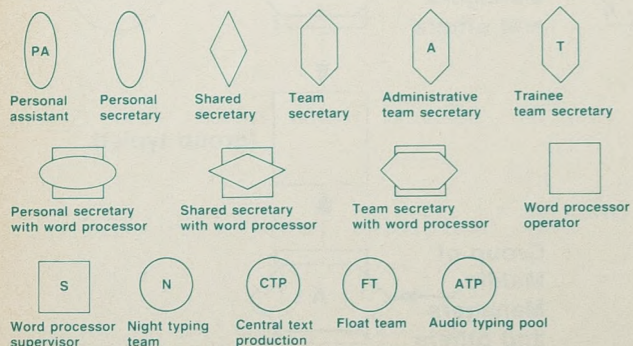 PA
A
T
Personal assistant
Personal secretary
Shared secretary
Team secretary
Administrative team secretary
Trainee team secretary
Personal secretary with word processor
Shared secretary with word processor
Team secretary with word processor
Word processor operator
S
N
CTP
FT
ATP
Word processor supervisor
Night typing team
Central text production
Float team
Audio typing pool